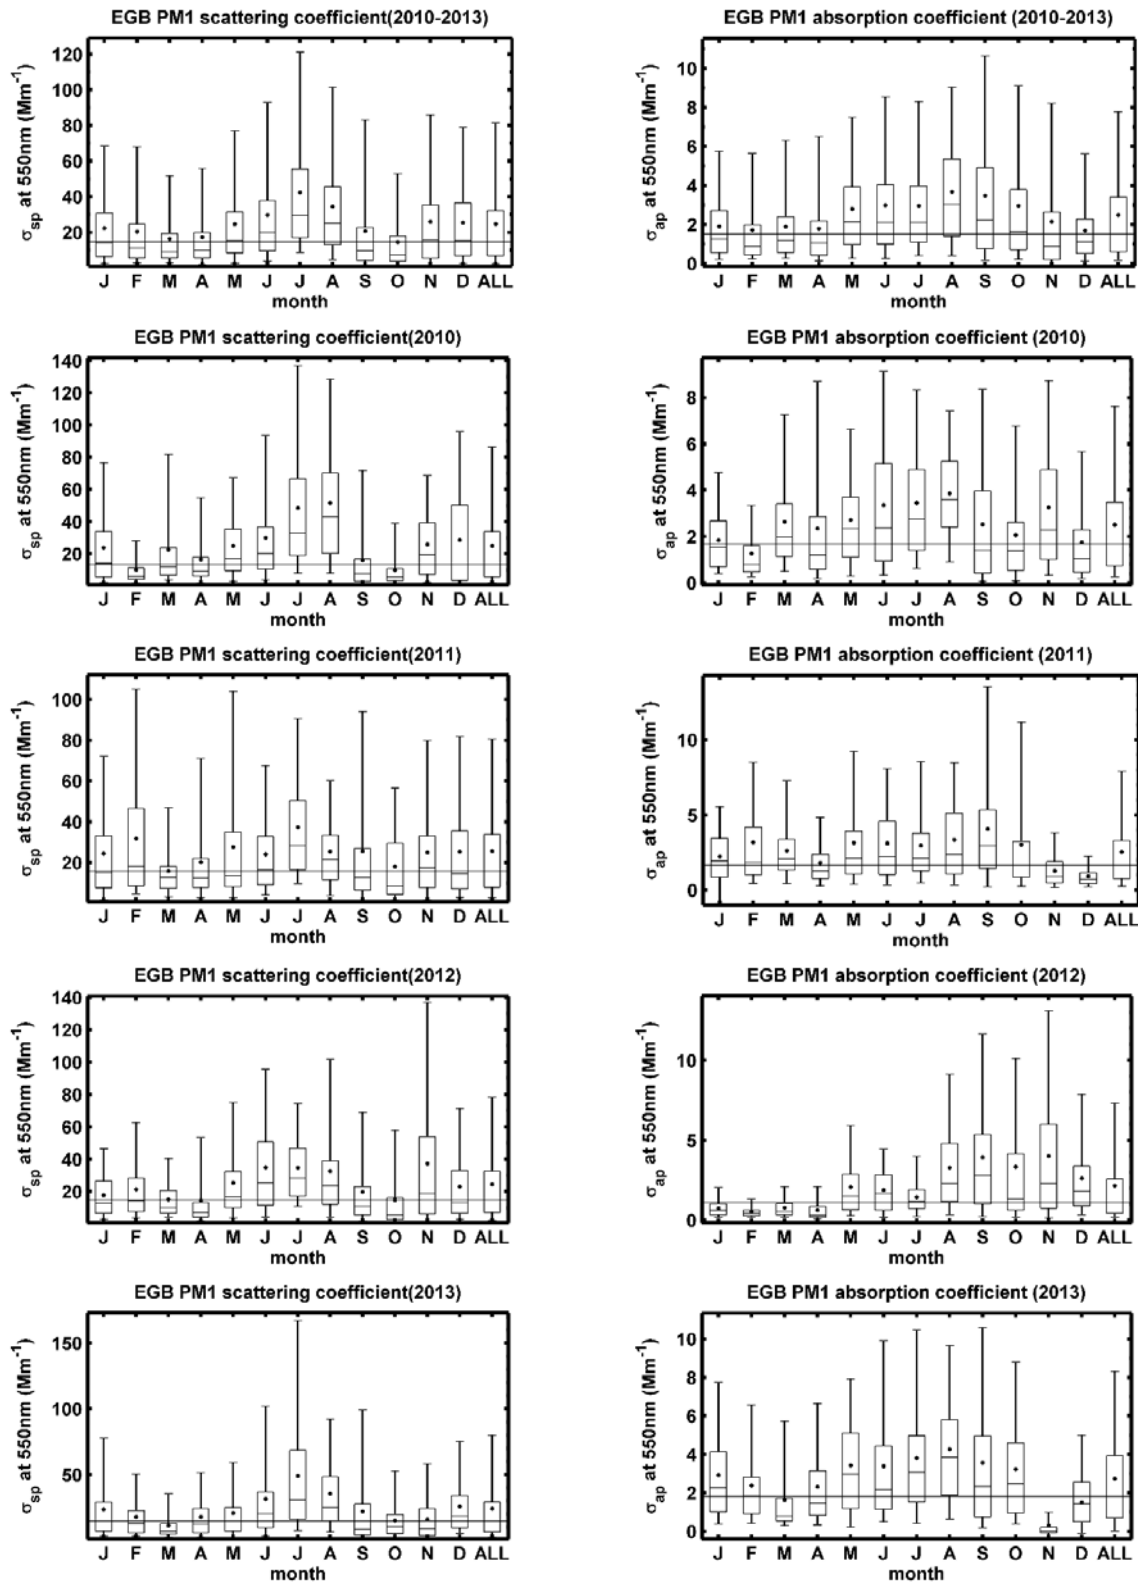 EGB PM1 scattering coefficient(2010-2013)
σsp at 550nm (Mm⁻¹)
120
100
80
60
40
20
J F M A M J J A S O N D ALL
month
EGB PM1 absorption coefficient (2010-2013)
σap at 550nm (Mm⁻¹)
10
8
6
4
2
0
J F M A M J J A S O N D ALL
month
EGB PM1 scattering coefficient(2010)
σsp at 550nm (Mm⁻¹)
140
120
100
80
60
40
20
J F M A M J J A S O N D ALL
month
EGB PM1 absorption coefficient (2010)
σap at 550nm (Mm⁻¹)
8
6
4
2
0
J F M A M J J A S O N D ALL
month
EGB PM1 scattering coefficient(2011)
σsp at 550nm (Mm⁻¹)
100
80
60
40
20
0
J F M A M J J A S O N D ALL
month
EGB PM1 absorption coefficient (2011)
σap at 550nm (Mm⁻¹)
10
5
0
J F M A M J J A S O N D ALL
month
EGB PM1 scattering coefficient(2012)
σsp at 550nm (Mm⁻¹)
140
120
100
80
60
40
20
J F M A M J J A S O N D ALL
month
EGB PM1 absorption coefficient (2012)
σap at 550nm (Mm⁻¹)
10
5
0
J F M A M J J A S O N D ALL
month
EGB PM1 scattering coefficient(2013)
σsp at 550nm (Mm⁻¹)
150
100
50
J F M A M J J A S O N D ALL
month
EGB PM1 absorption coefficient (2013)
σap at 550nm (Mm⁻¹)
10
8
6
4
2
0
J F M A M J J A S O N D ALL
month